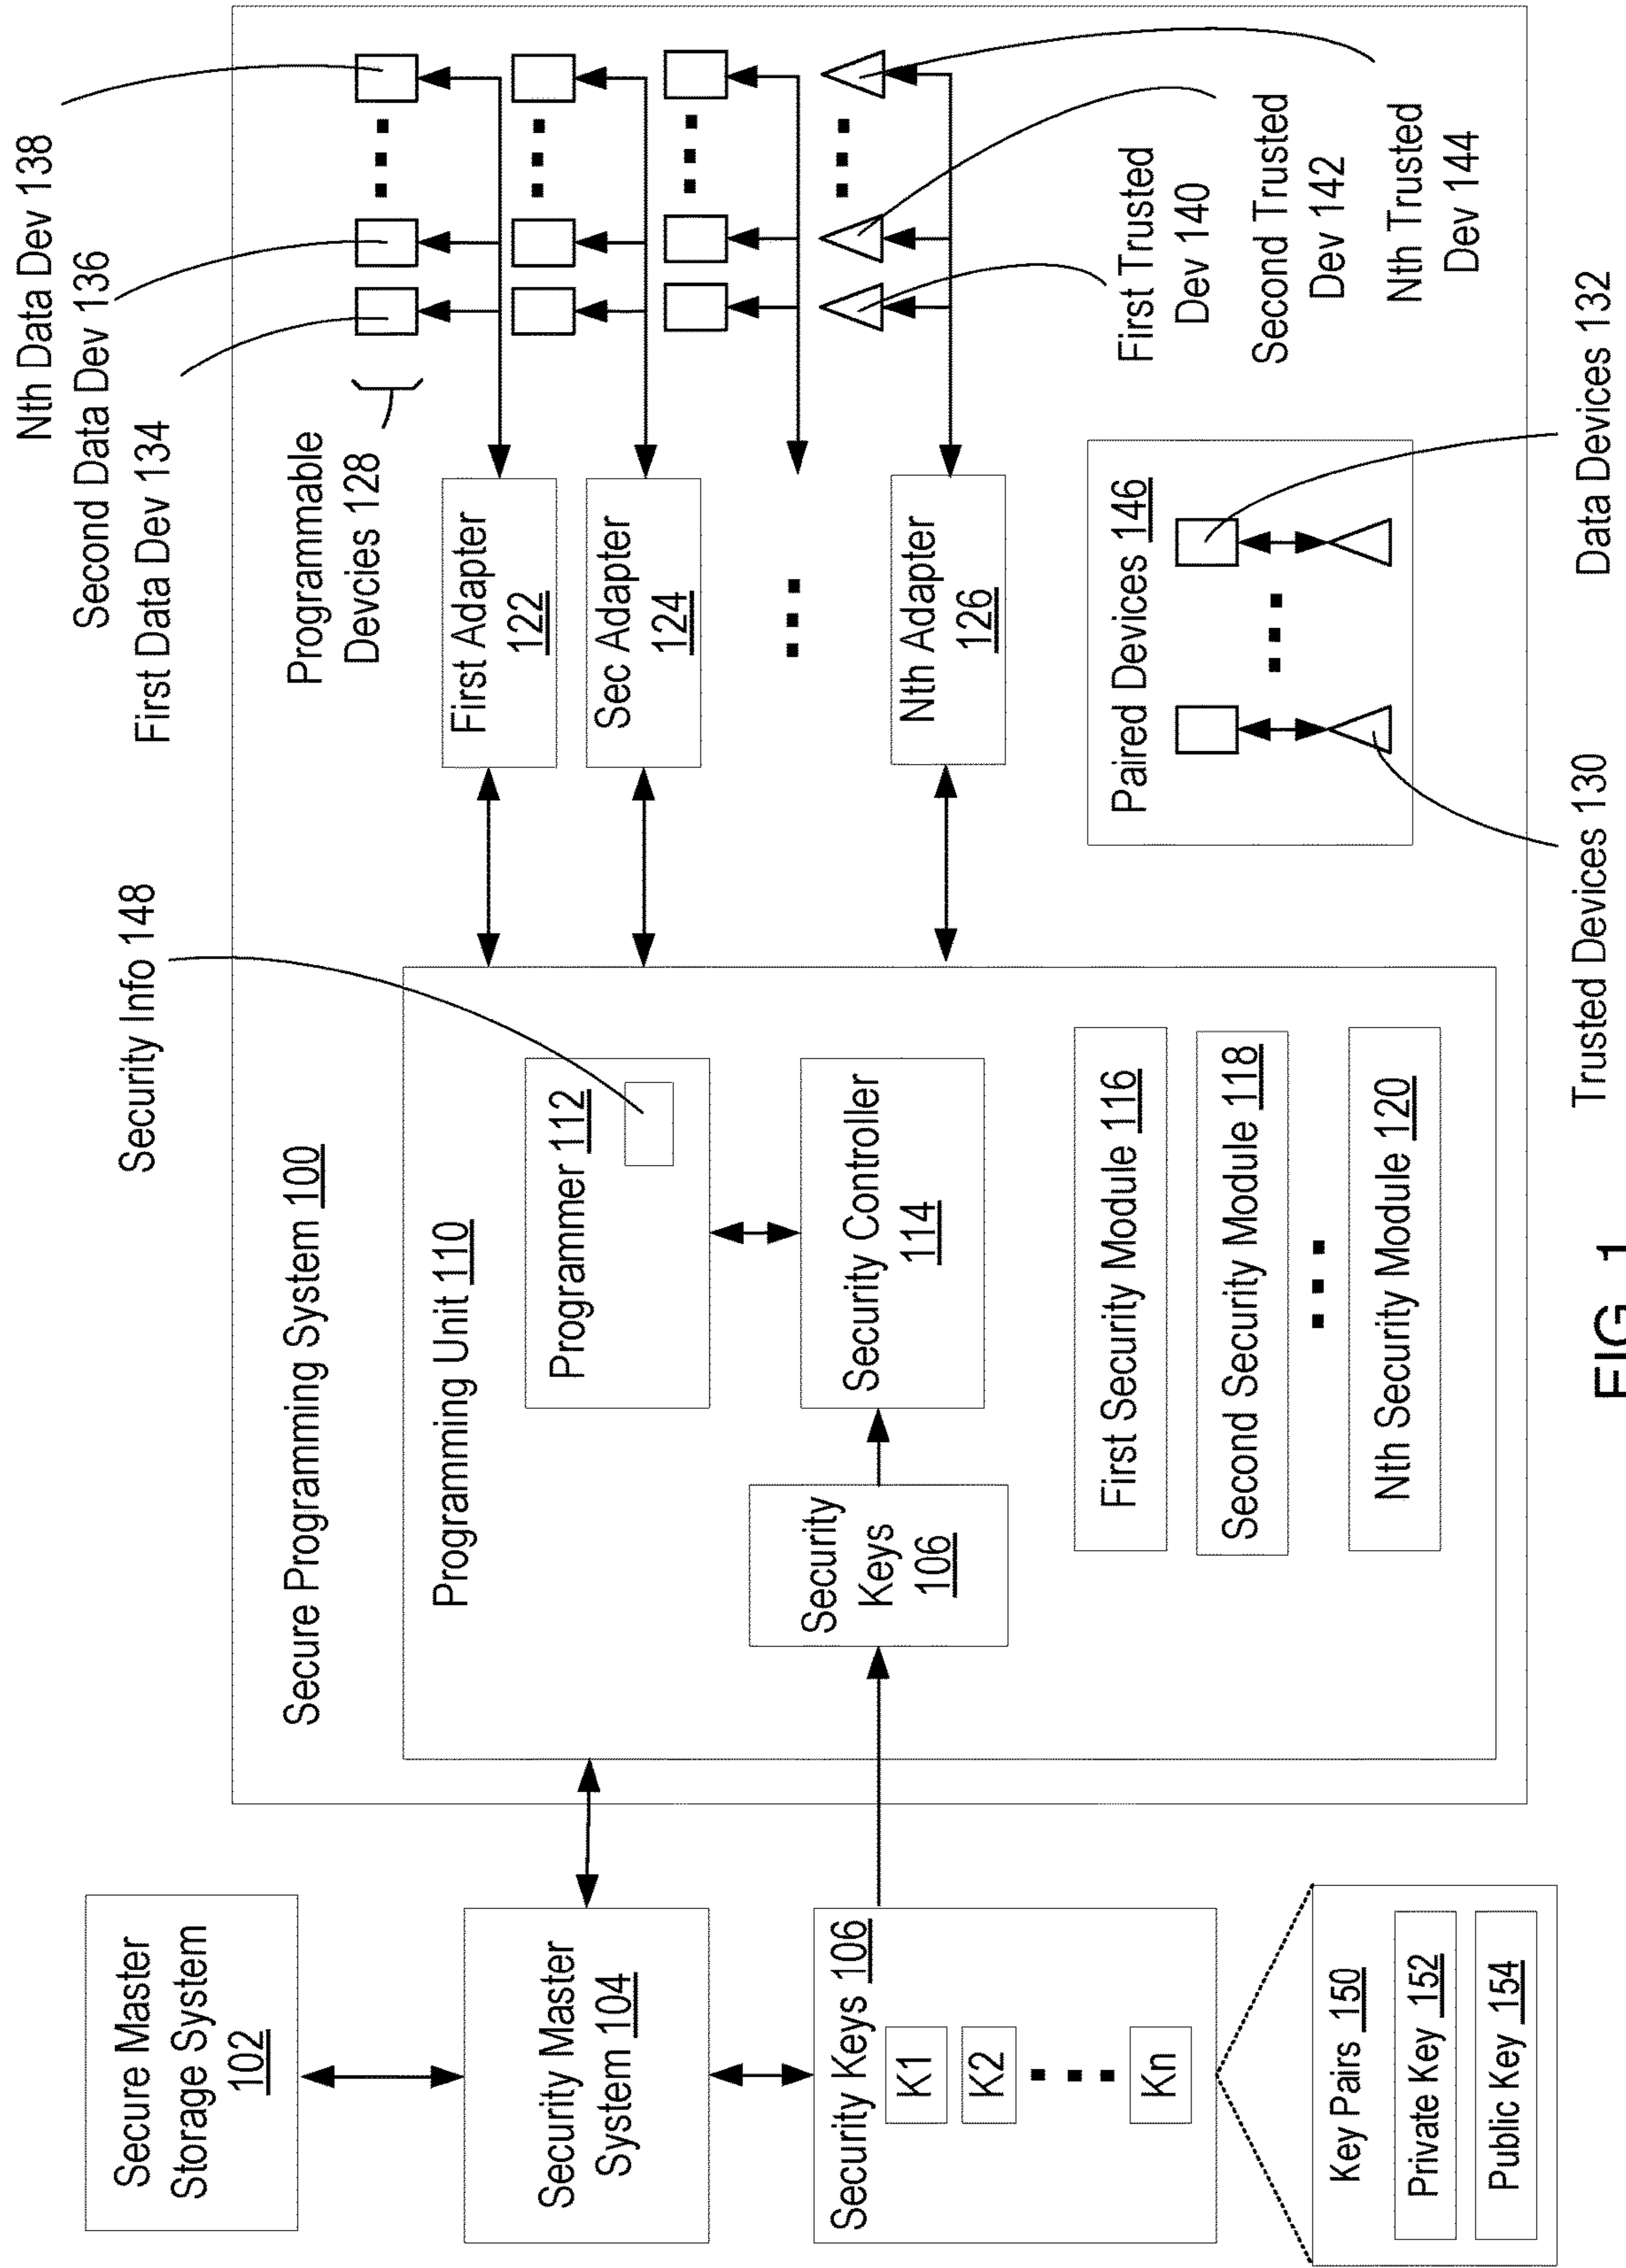 Secure Master
Storage System
102
Security Master
System 104
Security Keys 106
K1
K2
Kn
Key Pairs 150
Private Key 152
Public Key 154
Secure Programming System 100
Programming Unit 110
Security Keys
106
Programmer 112
Security Info 148
Security Controller
114
First Security Module 116
Second Security Module 118
Nth Security Module 120
First Adapter
122
Sec Adapter
124
Nth Adapter
126
Programmable
Devcies 128
First Data Dev 134
Second Data Dev 136
Nth Data Dev 138
First Trusted
Dev 140
Second Trusted
Dev 142
Nth Trusted
Dev 144
Paired Devices 146
Trusted Devices 130
Data Devices 132
FIG. 1